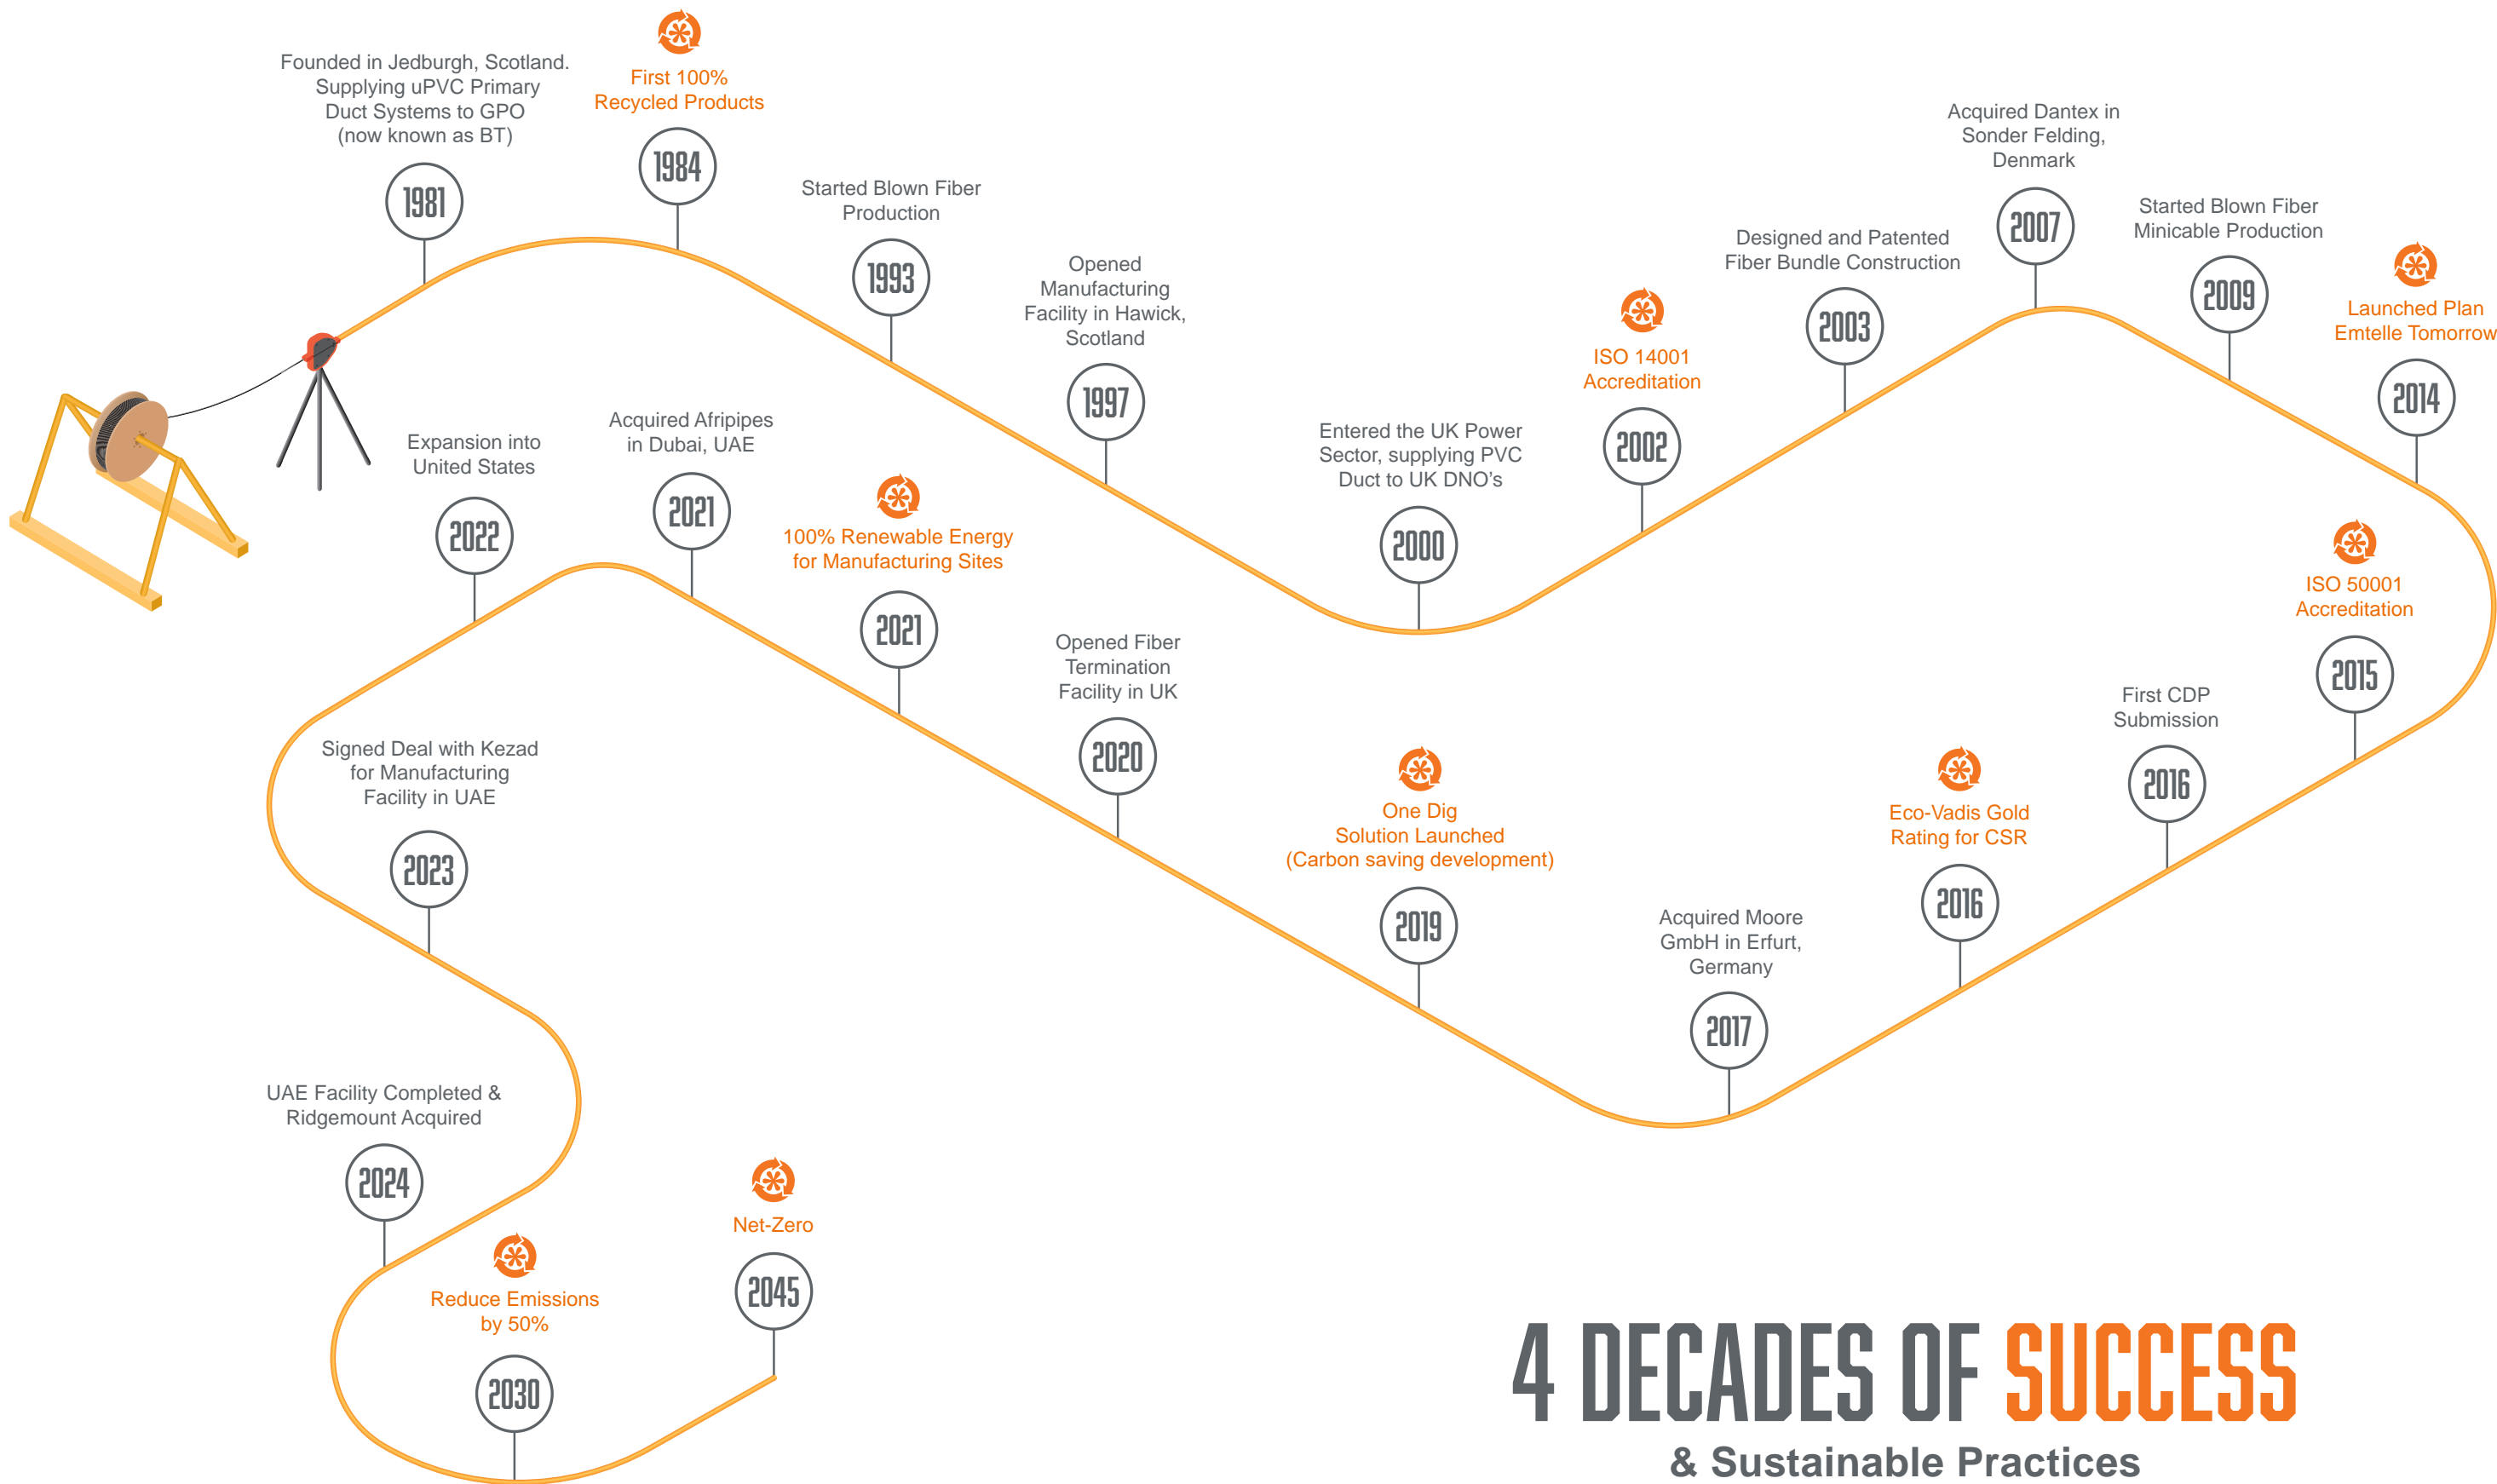 Founded in Jedburgh, Scotland.
Supplying uPVC Primary
Duct Systems to GPO
(now known as BT)
1981
First 100%
Recycled Products
1984
Started Blown Fiber
Production
1993
Opened
Manufacturing
Facility in Hawick,
Scotland
1997
Entered the UK Power
Sector, supplying PVC
Duct to UK DNO's
2000
ISO 14001
Accreditation
2002
Designed and Patented
Fiber Bundle Construction
2003
Acquired Dantex in
Sonder Felding,
Denmark
2007
Started Blown Fiber
Minicable Production
2009
Launched Plan
Emtelle Tomorrow
2014
ISO 50001
Accreditation
2015
First CDP
Submission
2016
Eco-Vadis Gold
Rating for CSR
2016
Acquired Moore
GmbH in Erfurt,
Germany
2017
One Dig
Solution Launched
(Carbon saving development)
2019
Opened Fiber
Termination
Facility in UK
2020
100% Renewable Energy
for Manufacturing Sites
2021
Acquired Afripipes
in Dubai, UAE
2021
Expansion into
United States
2022
Signed Deal with Kezad
for Manufacturing
Facility in UAE
2023
UAE Facility Completed &
Ridgemount Acquired
2024
Reduce Emissions
by 50%
2030
Net-Zero
2045
4 DECADES OF SUCCESS
& Sustainable Practices